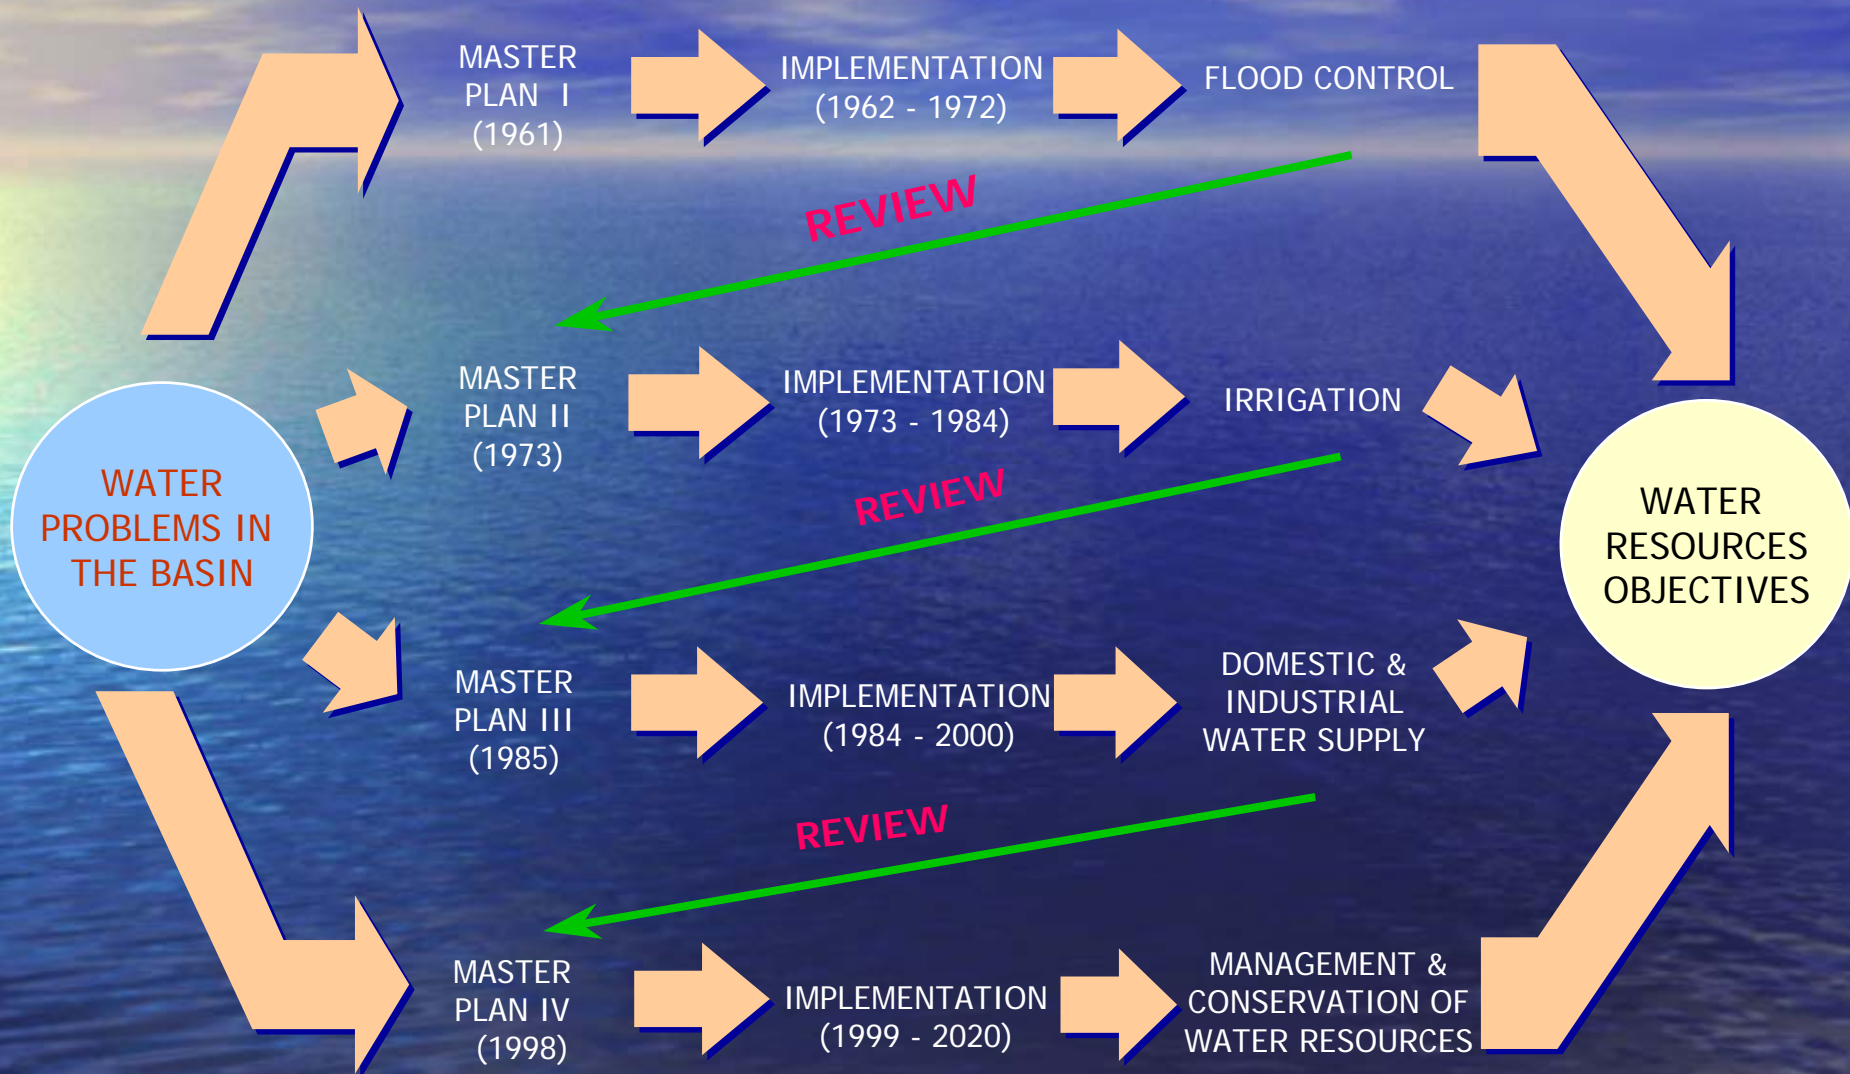 MASTER
PLAN I
(1961)
IMPLEMENTATION
(1962 - 1972)
FLOOD CONTROL
REVIEW
MASTER
PLAN II
(1973)
IMPLEMENTATION
(1973 - 1984)
IRRIGATION
WATER
PROBLEMS IN
THE BASIN
REVIEW
WATER
RESOURCES
OBJECTIVES
MASTER
PLAN III
(1985)
IMPLEMENTATION
(1984 - 2000)
DOMESTIC &
INDUSTRIAL
WATER SUPPLY
REVIEW
MASTER
PLAN IV
(1998)
IMPLEMENTATION
(1999 - 2020)
MANAGEMENT &
CONSERVATION OF
WATER RESOURCES